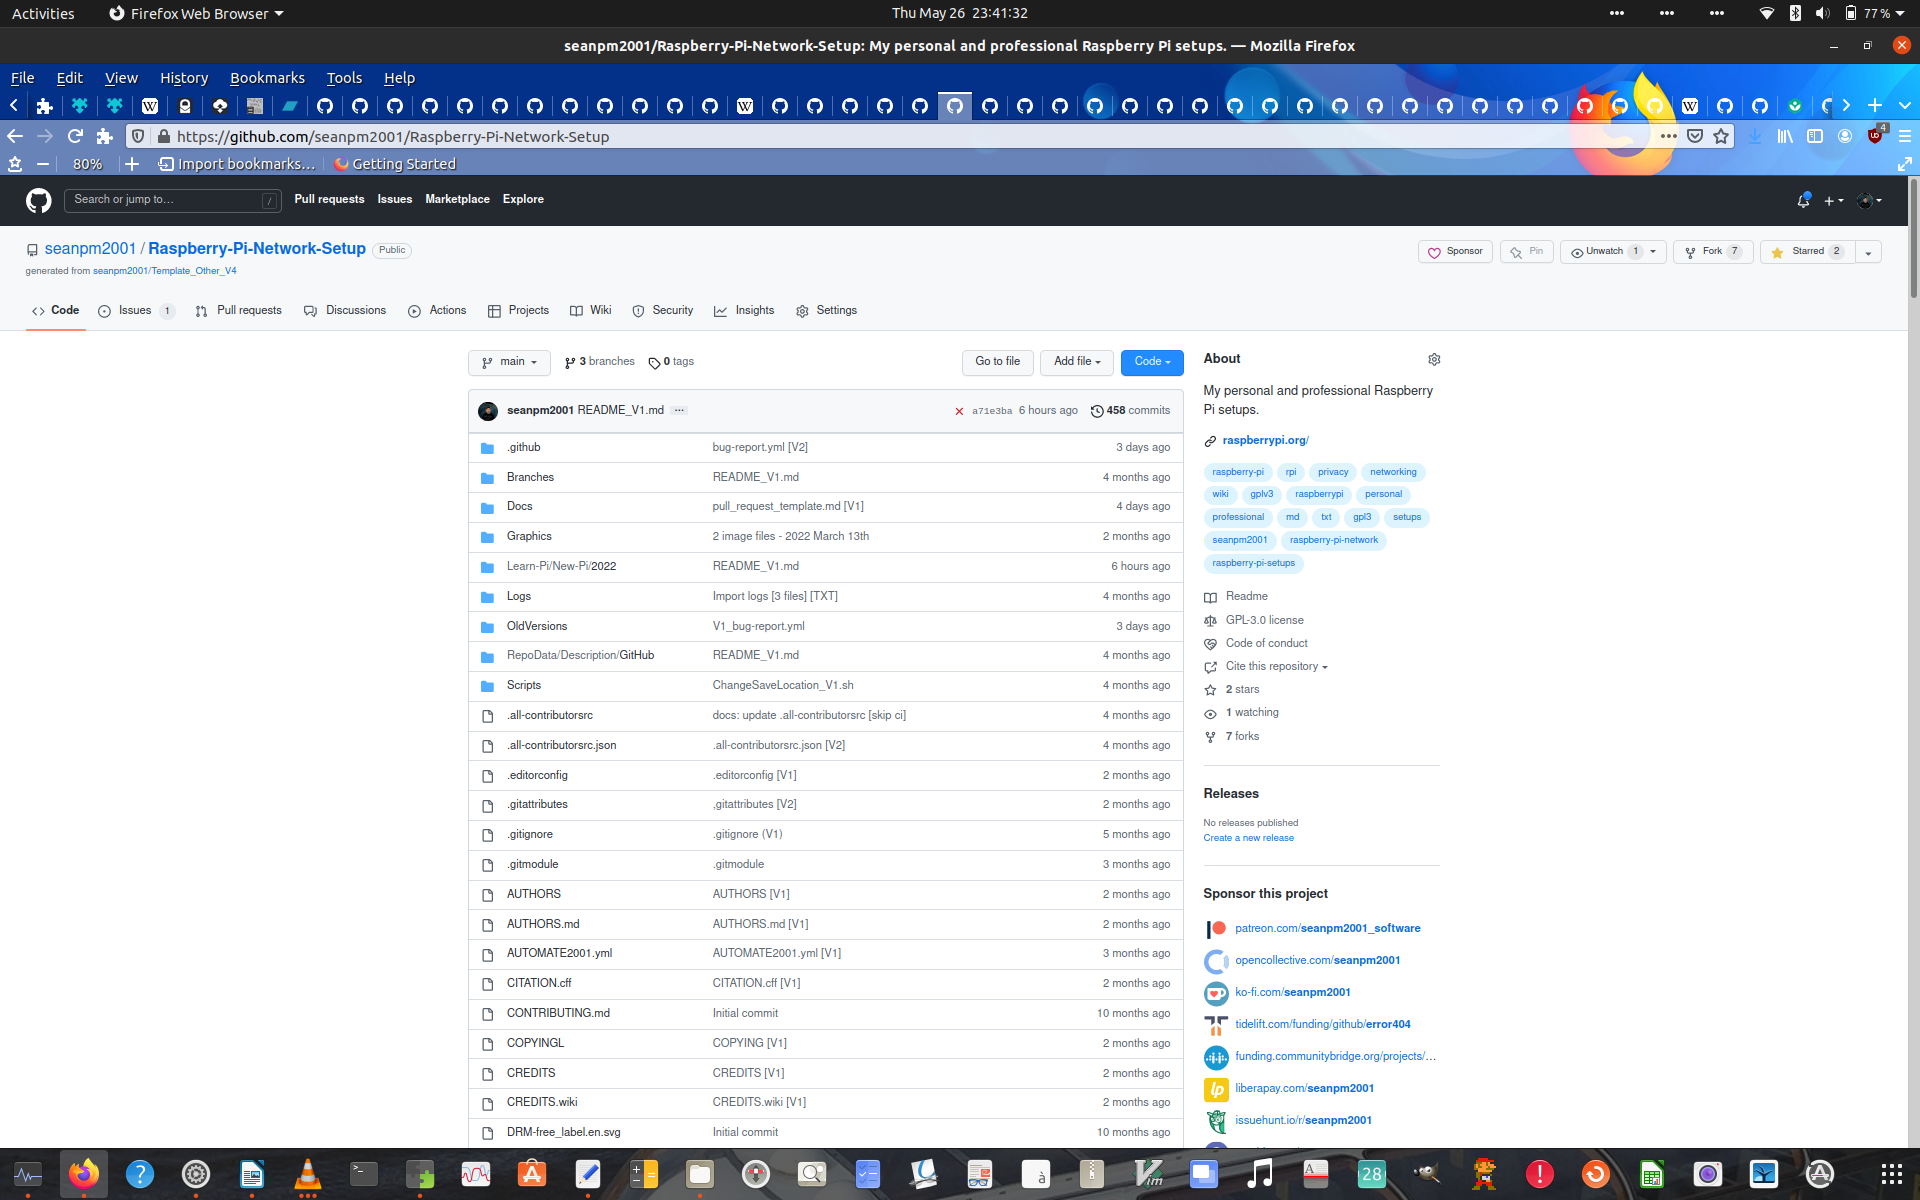 Activities Firefox Web Browser Thu May 26 23:41:32 77 %
seanpm2001/Raspberry-Pi-Network-Setup: My personal and professional Raspberry Pi setups. — Mozilla Firefox
File Edit View History Bookmarks Tools Help
https://github.com/seanpm2001/Raspberry-Pi-Network-Setup 4
80% Import bookmarks... Getting Started
Search or jump to... / Pull requests Issues Marketplace Explore
seanpm2001 / Raspberry-Pi-Network-Setup Public Sponsor Pin Unwatch 1 Fork 7 Starred 2
generated from seanpm2001/Template_Other_V4
Code Issues 1 Pull requests Discussions Actions Projects Wiki Security Insights Settings
main 3 branches 0 tags Go to file Add file Code
seanpm2001 README_V1.md ... a71e3ba 6 hours ago 458 commits
.github bug-report.yml [V2] 3 days ago
Branches README_V1.md 4 months ago
Docs pull_request_template.md [V1] 4 days ago
Graphics 2 image files - 2022 March 13th 2 months ago
Learn-Pi/New-Pi/2022 README_V1.md 6 hours ago
Logs Import logs [3 files] [TXT] 4 months ago
OldVersions V1_bug-report.yml 3 days ago
RepoData/Description/GitHub README_V1.md 4 months ago
Scripts ChangeSaveLocation_V1.sh 4 months ago
.all-contributorsrc docs: update .all-contributorsrc [skip ci] 4 months ago
.all-contributorsrc.json .all-contributorsrc.json [V2] 4 months ago
.editorconfig .editorconfig [V1] 2 months ago
.gitattributes ,gitattributes [V2] 2 months ago
.gitignore .gitignore (V1) 5 months ago
.gitmodule .gitmodule 3 months ago
AUTHORS AUTHORS [V1] 2 months ago
AUTHORS.md AUTHORS.md [V1] 2 months ago
AUTOMATE2001.yml AUTOMATE2001.yml [V1] 3 months ago
CITATION.cff CITATION.cff [V1] 2 months ago
CONTRIBUTING.md Initial commit 10 months ago
COPYINGL COPYING [V1] 2 months ago
CREDITS CREDITS [V1] 2 months ago
CREDITS.wiki CREDITS.wiki [V1] 2 months ago
DRM-free_label.en.svg Initial commit 10 months ago
About
My personal and professional Raspberry
Pi setups.
raspberrypi.org/
raspberry-pi rpi privacy networking
wiki gplv3 raspberrypi personal
professional md txt gpl3 setups
seanpm2001 raspberry-pi-network
raspberry-pi-setups
Readme
GPL-3.0 license
Code of conduct
Cite this repository
2 stars
1 watching
7 forks
Releases
No releases published
Create a new release
Sponsor this project
patreon.com/seanpm2001_software
opencollective.com/seanpm2001
ko-fi.com/seanpm2001
tidelift.com/funding/github/error404
funding.communitybridge.org/projects/...
liberapay.com/seanpm2001
issuehunt.io/r/seanpm2001
28